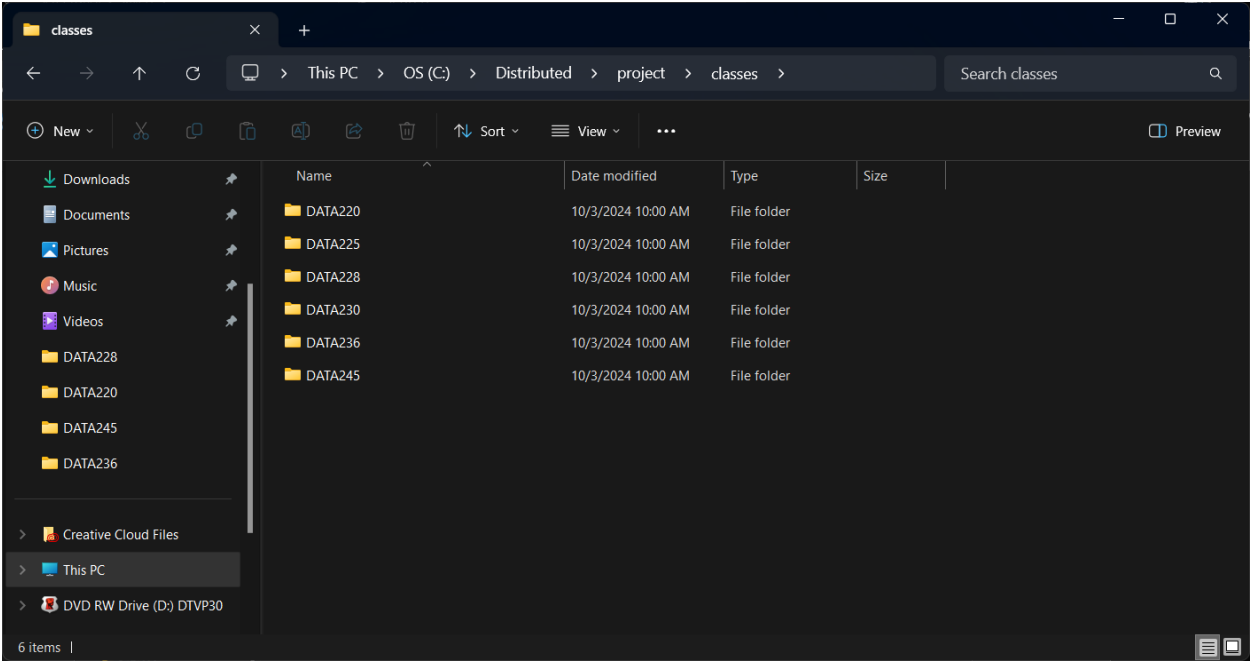 classes
This PC > OS (C:) > Distributed > project > classes >
Search classes
New
Sort
View
Preview
Downloads
Documents
Pictures
Music
Videos
DATA228
DATA220
DATA245
DATA236
Creative Cloud Files
This PC
DVD RW Drive (D:) DTVP30
Name Date modified Type Size
DATA220 10/3/2024 10:00 AM File folder
DATA225 10/3/2024 10:00 AM File folder
DATA228 10/3/2024 10:00 AM File folder
DATA230 10/3/2024 10:00 AM File folder
DATA236 10/3/2024 10:00 AM File folder
DATA245 10/3/2024 10:00 AM File folder
6 items